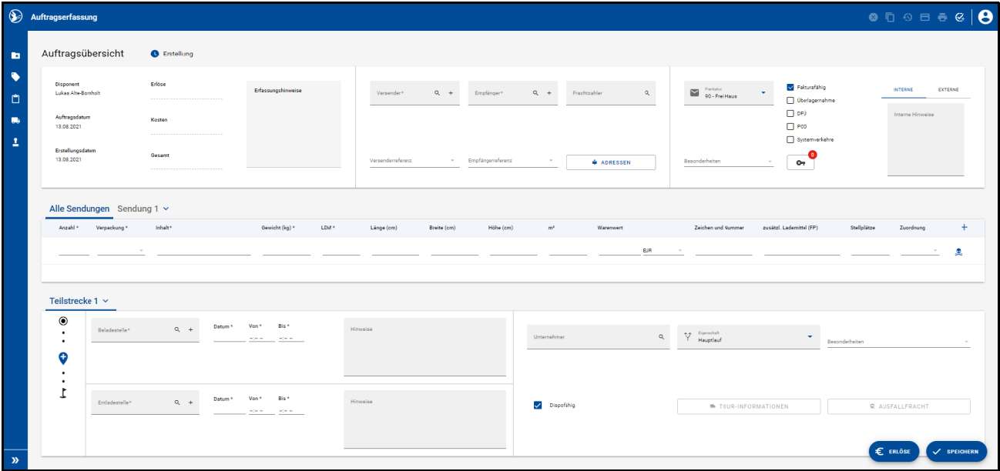 Auftragserfassung
Auftragsübersicht
Erstellung
Disponent
Lukas Alte-Bornholt
Auftragsdatum
13.08.2021
Erstellungsdatum
13.08.2021
Erlöse
Kosten
Gesamt
Erfassungshinweise
Versender*
Empfänger*
Frachtzahler
Versenderreferenz
Empfängerreferenz
ADRESSEN
Frankatur
90 - Frei Haus
Besonderheiten
Fakturafähig
Überlagernahme
DFÜ
POD
Systemverkehre
0
INTERNE EXTERNE
Interne Hinweise
Alle Sendungen Sendung 1
Anzahl * Verpackung * Inhalt* Gewicht (kg) * LDM * Länge (cm) Breite (cm) Höhe (cm) m³ Warenwert Zeichen und Nummer zusätzl. Lademittel (FP) Stellplätze Zuordnung
EUR
Teilstrecke 1
Beladestelle*
Datum * Von * Bis *
--:-- -- --:-- --
Hinweise
Entladestelle*
Datum * Von * Bis *
--:-- -- --:-- --
Hinweise
Unternehmer
Eigenschaft
Hauptlauf
Besonderheiten
Dispofähig
TOUR-INFORMATIONEN
AUSFALLFRACHT
ERLÖSE
SPEICHERN